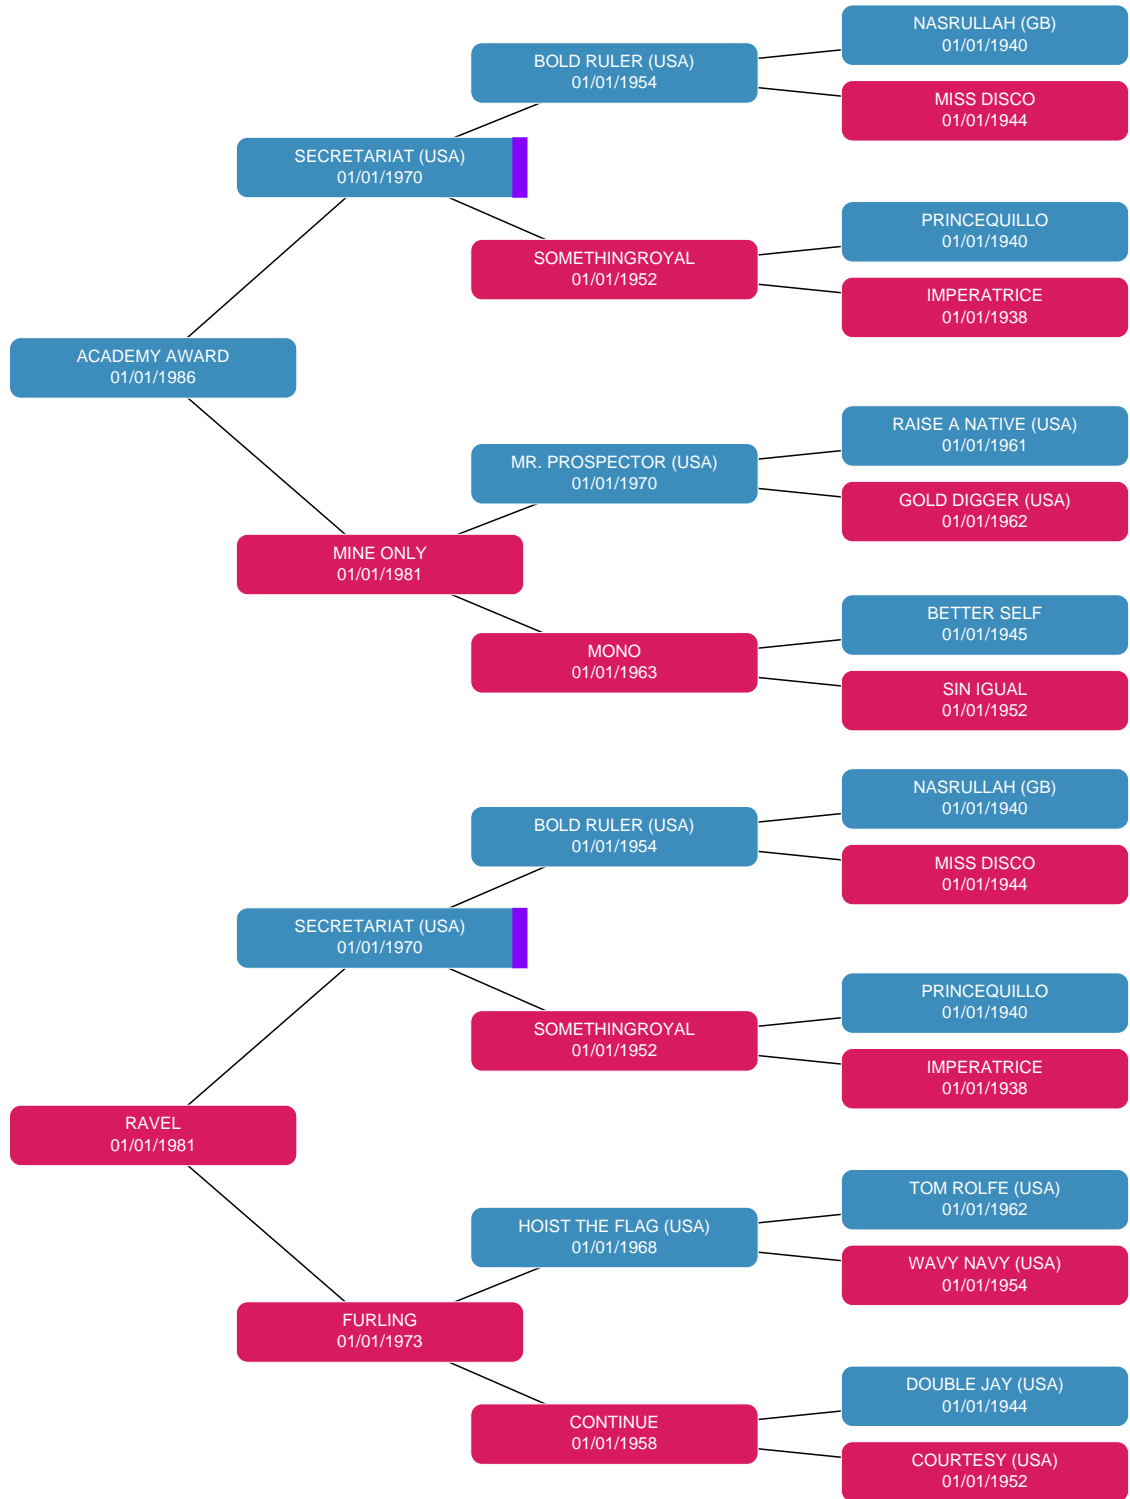 NASRULLAH (GB)
01/01/1940
BOLD RULER (USA)
01/01/1954
MISS DISCO
01/01/1944
SECRETARIAT (USA)
01/01/1970
PRINCEQUILLO
01/01/1940
SOMETHINGROYAL
01/01/1952
IMPERATRICE
01/01/1938
ACADEMY AWARD
01/01/1986
RAISE A NATIVE (USA)
01/01/1961
MR. PROSPECTOR (USA)
01/01/1970
GOLD DIGGER (USA)
01/01/1962
MINE ONLY
01/01/1981
BETTER SELF
01/01/1945
MONO
01/01/1963
SIN IGUAL
01/01/1952
NASRULLAH (GB)
01/01/1940
BOLD RULER (USA)
01/01/1954
MISS DISCO
01/01/1944
SECRETARIAT (USA)
01/01/1970
PRINCEQUILLO
01/01/1940
SOMETHINGROYAL
01/01/1952
IMPERATRICE
01/01/1938
RAVEL
01/01/1981
TOM ROLFE (USA)
01/01/1962
HOIST THE FLAG (USA)
01/01/1968
WAVY NAVY (USA)
01/01/1954
FURLING
01/01/1973
DOUBLE JAY (USA)
01/01/1944
CONTINUE
01/01/1958
COURTESY (USA)
01/01/1952